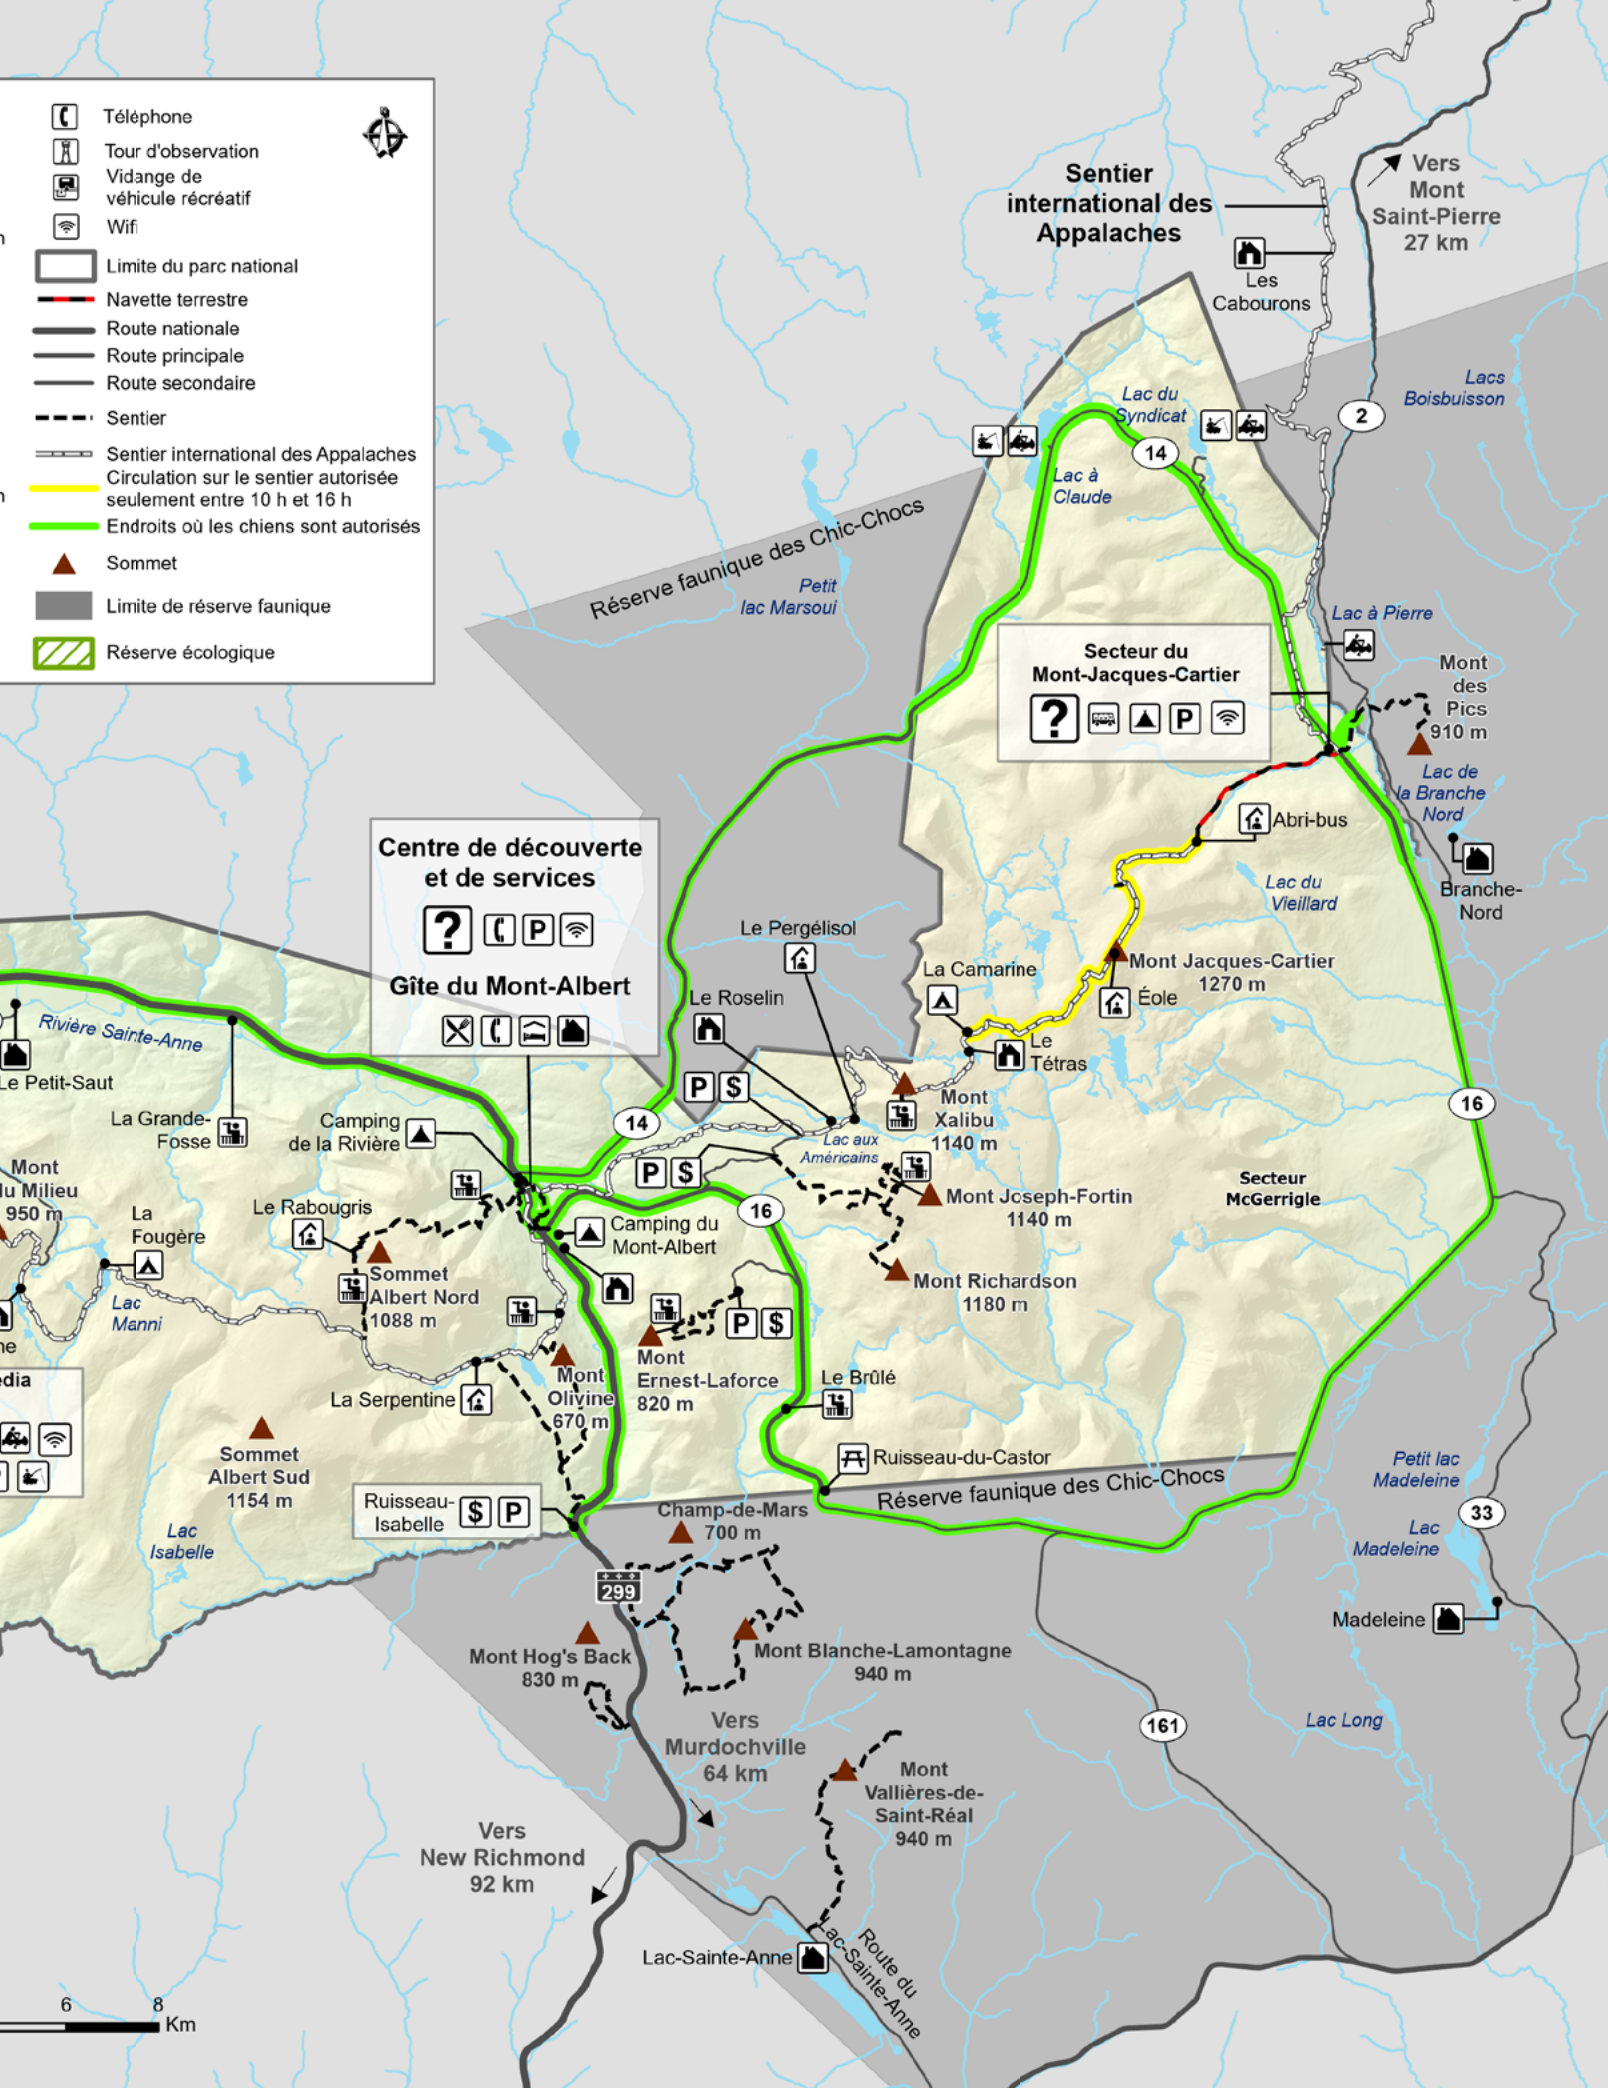 Téléphone
Tour d'observation
Vidange de
véhicule récréatif
Wifi
Limite du parc national
Navette terrestre
Route nationale
Route principale
Route secondaire
Sentier
Sentier international des Appalaches
Circulation sur le sentier autorisée
seulement entre 10 h et 16 h
Endroits où les chiens sont autorisés
Sommet
Limite de réserve faunique
Réserve écologique
Sentier
international des
Appalaches
Vers
Mont
Saint-Pierre
27 km
Les
Cabourons
Lacs
Boisbuisson
2
Lac du
Syndicat
14
Lac à
Claude
Réserve faunique des Chic-Chocs
Petit
lac Marsoui
Lac à Pierre
Secteur du
Mont-Jacques-Cartier
? P
Mont
des
Pics
910 m
Lac de
la Branche
Nord
Abri-bus
Branche-
Nord
Lac du
Vieillard
Centre de découverte
et de services
? P
Gîte du Mont-Albert
Le Pergélisol
La Camarine
Mont Jacques-Cartier
1270 m
Éole
Le Roselin
Le
Tétras
Rivière Sainte-Anne
Le Petit-Saut
La Grande-
Fosse
Camping
de la Rivière
P $
14
Mont
Xalibu
1140 m
Lac aux
Américains
16
P $
Secteur
McGerrigle
Mont
du Milieu
950 m
La
Fougère
Le Rabougris
Mont Joseph-Fortin
1140 m
16
Camping du
Mont-Albert
Sommet
Albert Nord
1088 m
Mont Richardson
1180 m
Lac
Manni
ne
P $
Mont
Ernest-Laforce
820 m
Mont
Olivine
670 m
Le Brûlé
La Serpentine
edia
P
Sommet
Albert Sud
1154 m
Ruisseau-du-Castor
Réserve faunique des Chic-Chocs
Ruisseau-
Isabelle
$ P
Champ-de-Mars
700 m
Petit lac
Madeleine
33
Lac
Madeleine
Lac
Isabelle
299
Madeleine
Mont Hog's Back
830 m
Mont Blanche-Lamontagne
940 m
161
Lac Long
Vers
Murdochville
64 km
Mont
Vallières-de-
Saint-Réal
940 m
Vers
New Richmond
92 km
Lac-Sainte-Anne
Route du
Lac-Sainte-Anne
6 8
Km